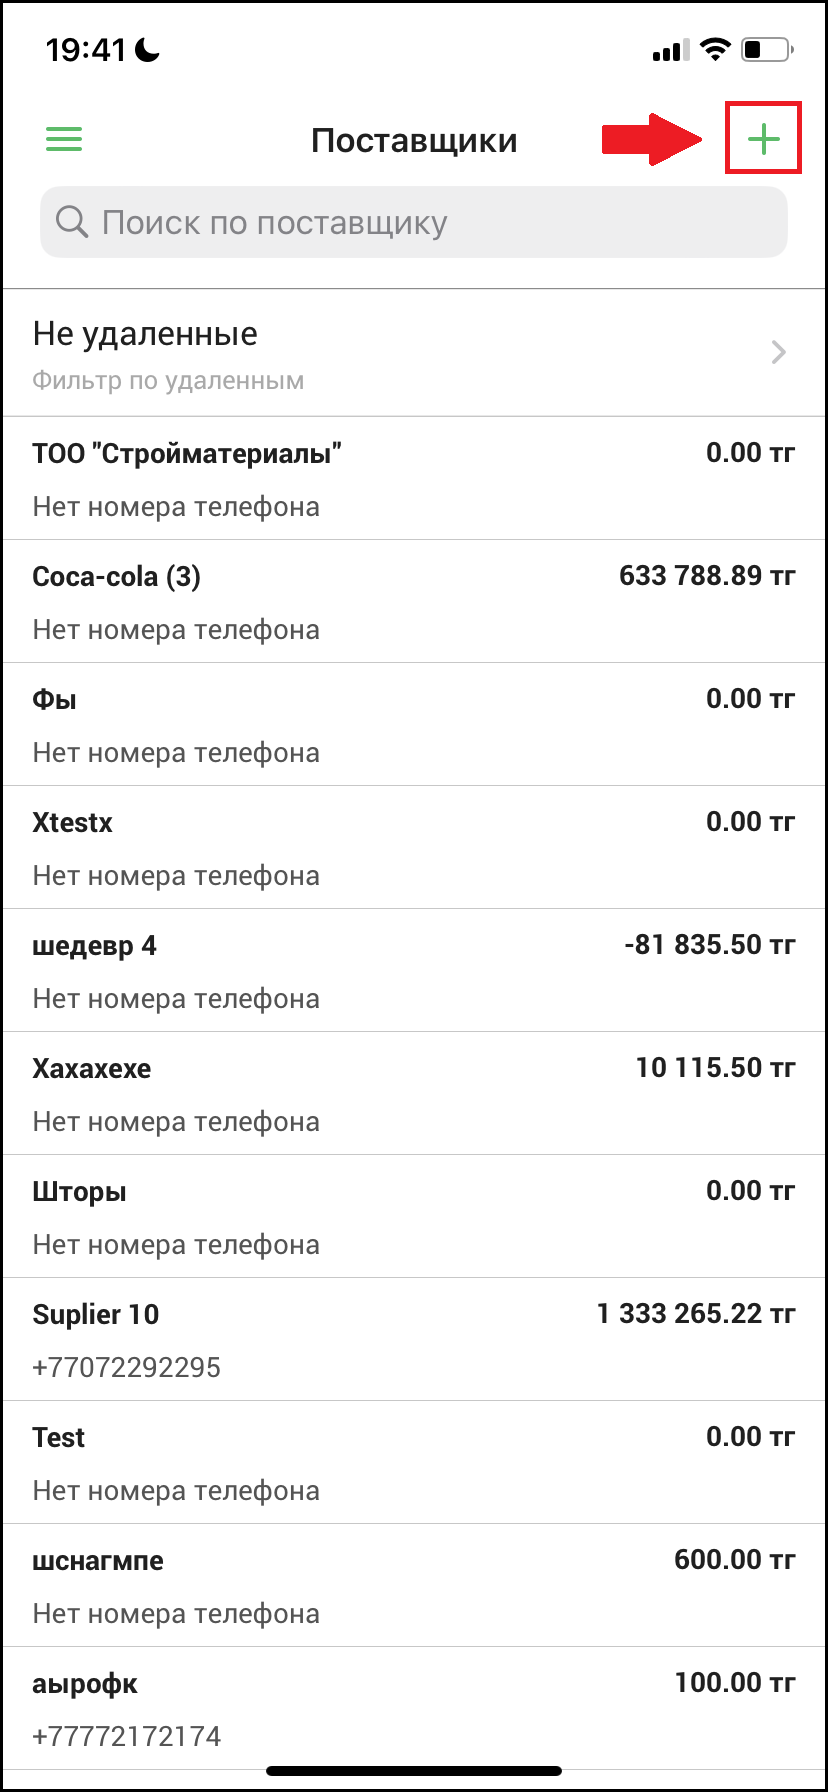 19:41
Поставщики
Поиск по поставщику
Не удаленные
Фильтр по удаленным
ТОО "Стройматериалы" 0.00 тг
Нет номера телефона
Coca-cola (3) 633 788.89 тг
Нет номера телефона
Фы 0.00 тг
Нет номера телефона
Xtestx 0.00 тг
Нет номера телефона
шедевр 4 -81 835.50 тг
Нет номера телефона
Хахахехе 10 115.50 тг
Нет номера телефона
Шторы 0.00 тг
Нет номера телефона
Suplier 10 1 333 265.22 тг
+77072292295
Test 0.00 тг
Нет номера телефона
шснагмпе 600.00 тг
Нет номера телефона
аырофк 100.00 тг
+77772172174